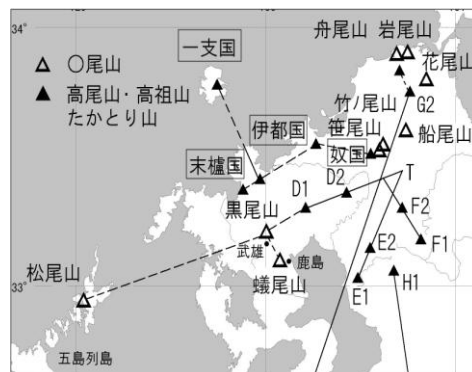 34°
舟尾山 岩尾山
一支国
△ 〇尾山
花尾山
▲ 高尾山・高祖山
たかとり山
竹ノ尾山
G2
伊都国
笹尾山
船尾山
奴国
末櫨国
D1
D2
T
黒尾山
F2
武雄
E2
F1
松尾山
鹿島
33°
蟻尾山
E1
H1
五島列島